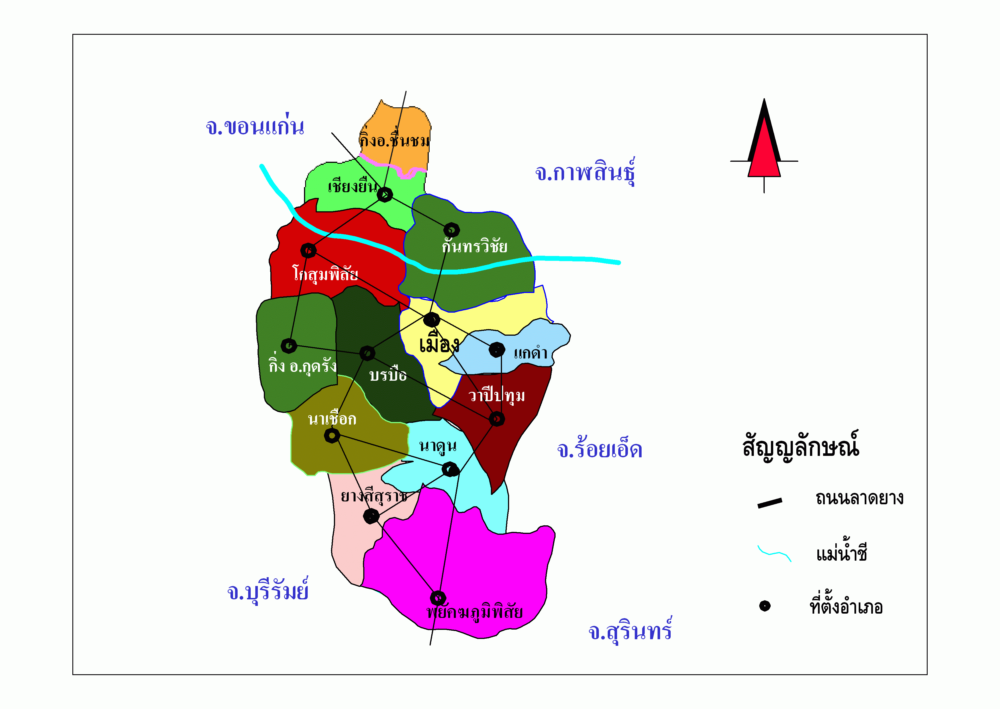 จ.ขอนแก่น
กิ่งอ.ชื่นชม
จ.กาฬสินธุ์
เชียงยืน
กันทรวิชัย
โกสุมพิสัย
เมือง
แกดำ
กิ่ง อ.กุดรัง
บรบือ
วาปีปทุม
นาเชือก
นาดูน
จ.ร้อยเอ็ด
สัญญลักษณ์
ยางสีสุราช
ถนนลาดยาง
แม่น้ำชี
จ.บุรีรัมย์
พยัคฆภูมิพิสัย
ที่ตั้งอำเภอ
จ.สุรินทร์